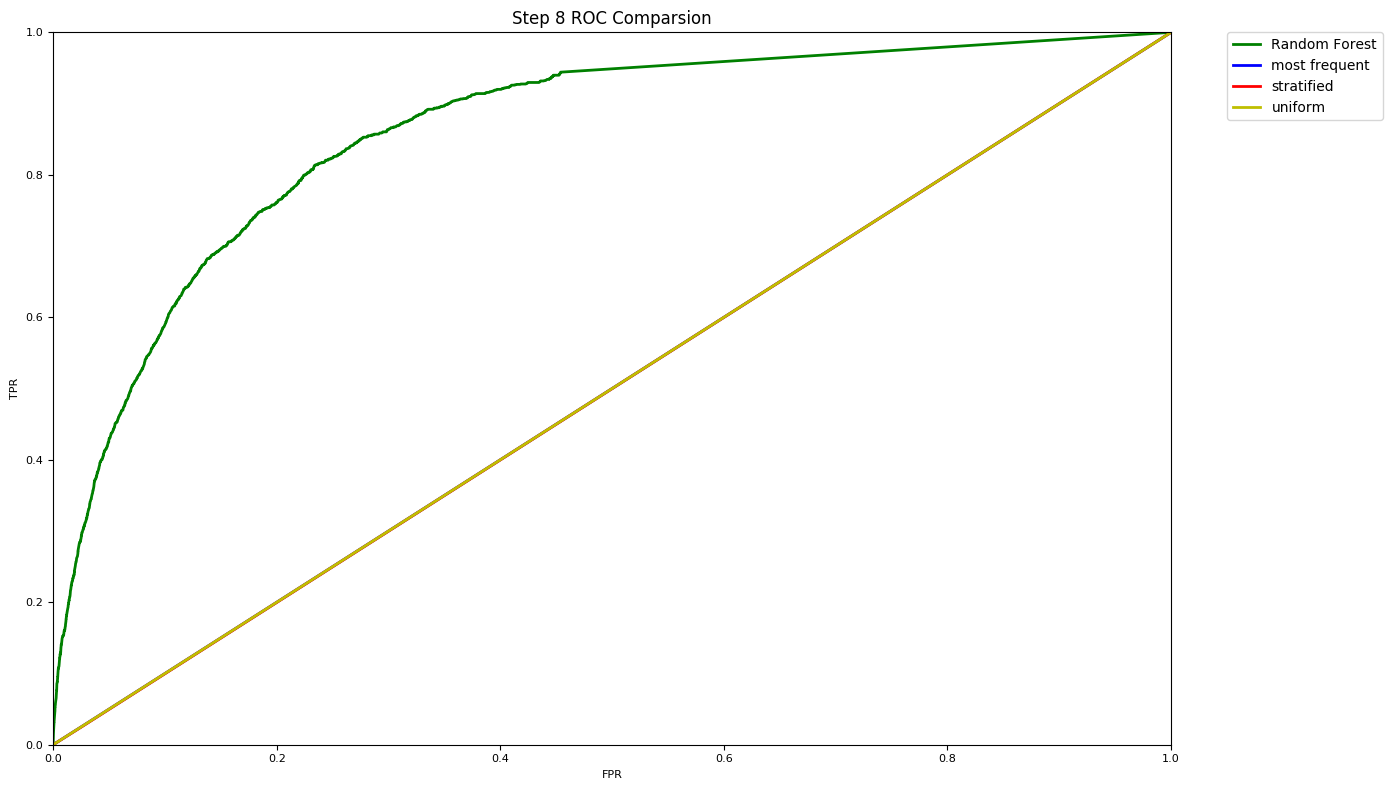 Step 8 ROC Comparsion
1.0
0.8
0.6
0.4
0.2
0.0
TPR
0.0 0.2 0.4 0.6 0.8 1.0
FPR
Random Forest
most frequent
stratified
uniform